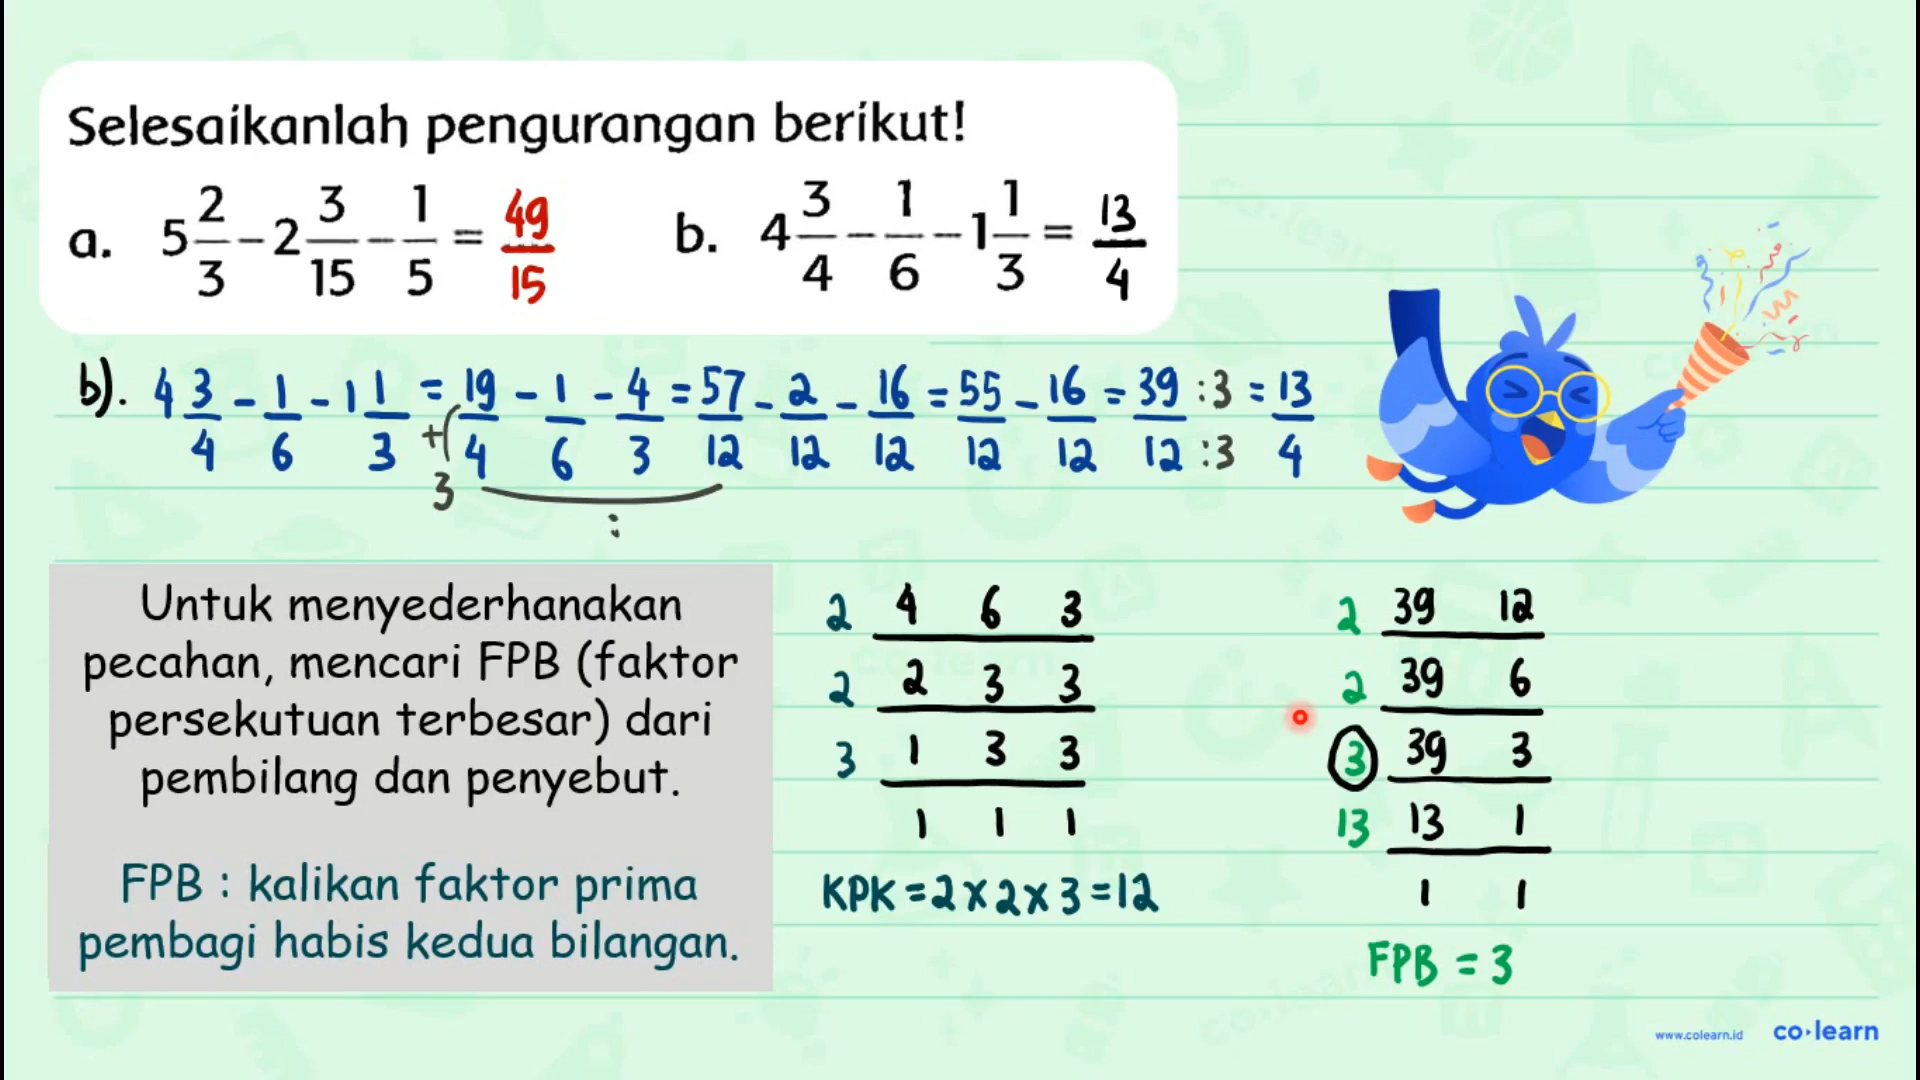 Selesaikanlah pengurangan berikut!
a. 5 2/3 - 2 3/15 - 1/5 = 49/15
b. 4 3/4 - 1/6 - 1 1/3 = 13/4
b). 4 3/4 - 1/6 - 1 1/3 = 19/4 - 1/6 - 4/3 = 57/12 - 2/12 - 16/12 = 55/12 - 16/12 = 39/12 :3 :3 = 13/4
+
3
:
Untuk menyederhanakan
pecahan, mencari FPB (faktor
persekutuan terbesar) dari
pembilang dan penyebut.
FPB : kalikan faktor prima
pembagi habis kedua bilangan.
2 4 6 3
2 2 3 3
3 1 3 3
1 1 1
KPK = 2 x 2 x 3 = 12
2 39 12
2 39 6
3 39 3
13 13 1
1 1
FPB = 3
www.colearn.id
co·learn